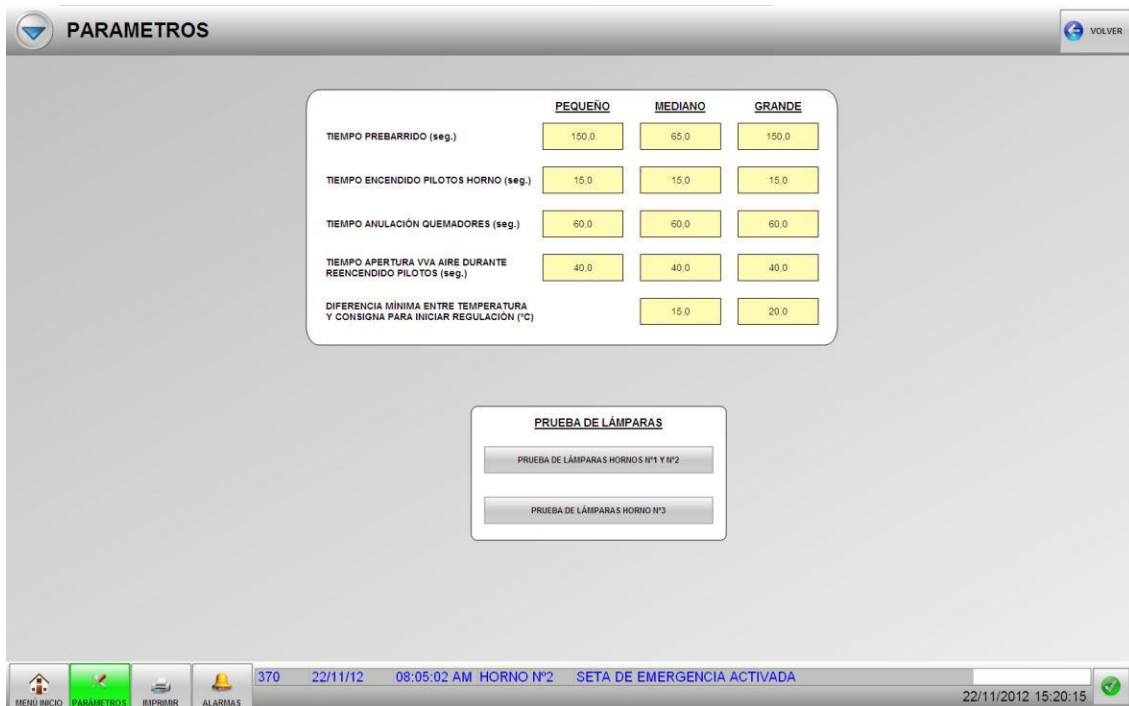 PARAMETROS
VOLVER
PEQUEÑO MEDIANO GRANDE
TIEMPO PREBARRIDO (seg.) 150,0 65,0 150,0
TIEMPO ENCENDIDO PILOTOS HORNO (seg.) 15,0 15,0 15,0
TIEMPO ANULACIÓN QUEMADORES (seg.) 60,0 60,0 60,0
TIEMPO APERTURA VVA AIRE DURANTE
REENCENDIDO PILOTOS (seg.) 40,0 40,0 40,0
DIFERENCIA MÍNIMA ENTRE TEMPERATURA
Y CONSIGNA PARA INICIAR REGULACIÓN (ºC) 15,0 20,0
PRUEBA DE LÁMPARAS
PRUEBA DE LÁMPARAS HORNOS Nº1 Y Nº2
PRUEBA DE LÁMPARAS HORNO Nº3
370 22/11/12 08:05:02 AM HORNO Nº2 SETA DE EMERGENCIA ACTIVADA
22/11/2012 15:20:15
MENÚ INICIO PARÁMETROS IMPRIMIR ALARMAS